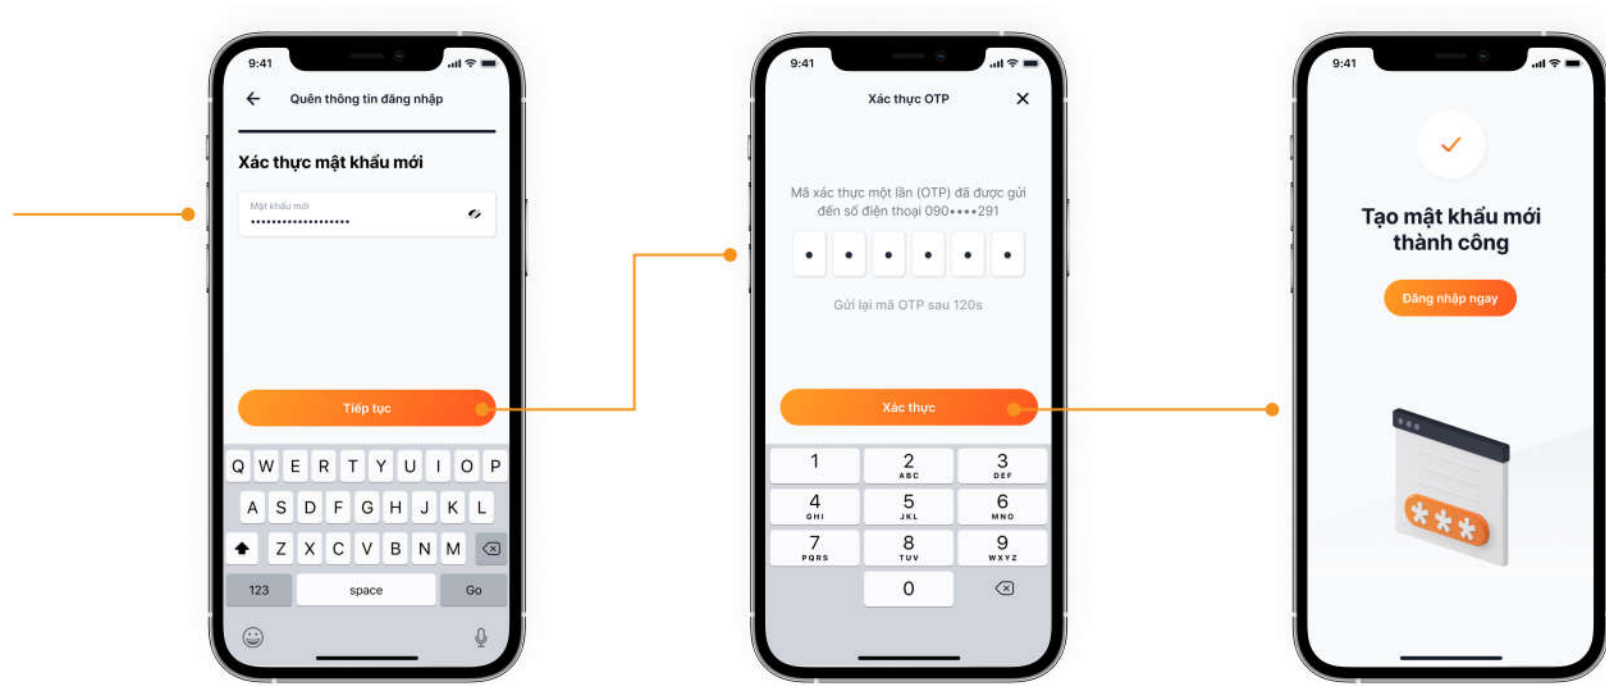 9:41
Quên thông tin đăng nhập
Xác thực mật khẩu mới
Mật khẩu mới
Tiếp tục
Q W E R T Y U I O P
A S D F G H J K L
Z X C V B N M
123 space Go
9:41
Xác thực OTP
Mã xác thực một lần (OTP) đã được gửi
đến số điện thoại 090••••291
Gửi lại mã OTP sau 120s
Xác thực
1 2 3
ABC DEF
4 5 6
GHI JKL MNO
7 8 9
PQRS TUV WXYZ
0
9:41
Tạo mật khẩu mới
thành công
Đăng nhập ngay
***